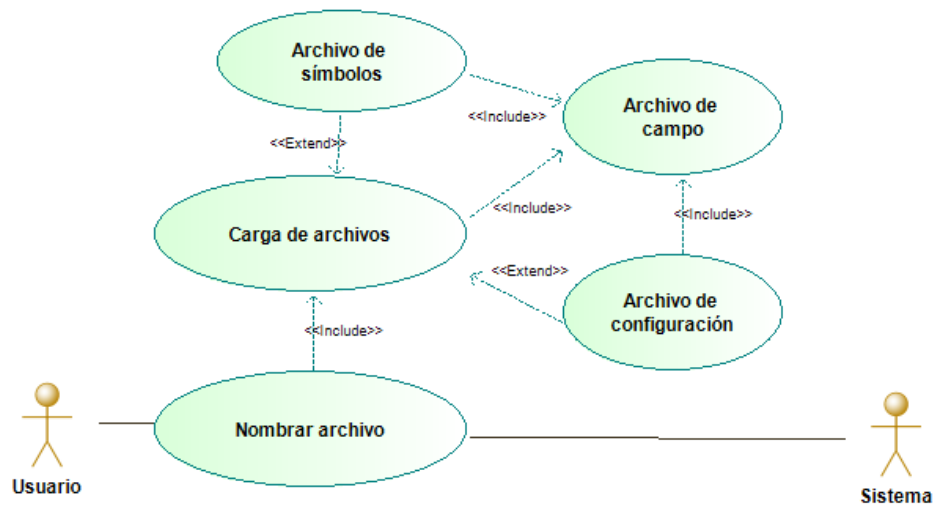 Archivo de
símbolos
Archivo de
campo
<<Include>>
<<Extend>>
Carga de archivos
<<Include>>
<<Include>>
<<Extend>>
Archivo de
configuración
<<Include>>
Nombrar archivo
Usuario
Sistema